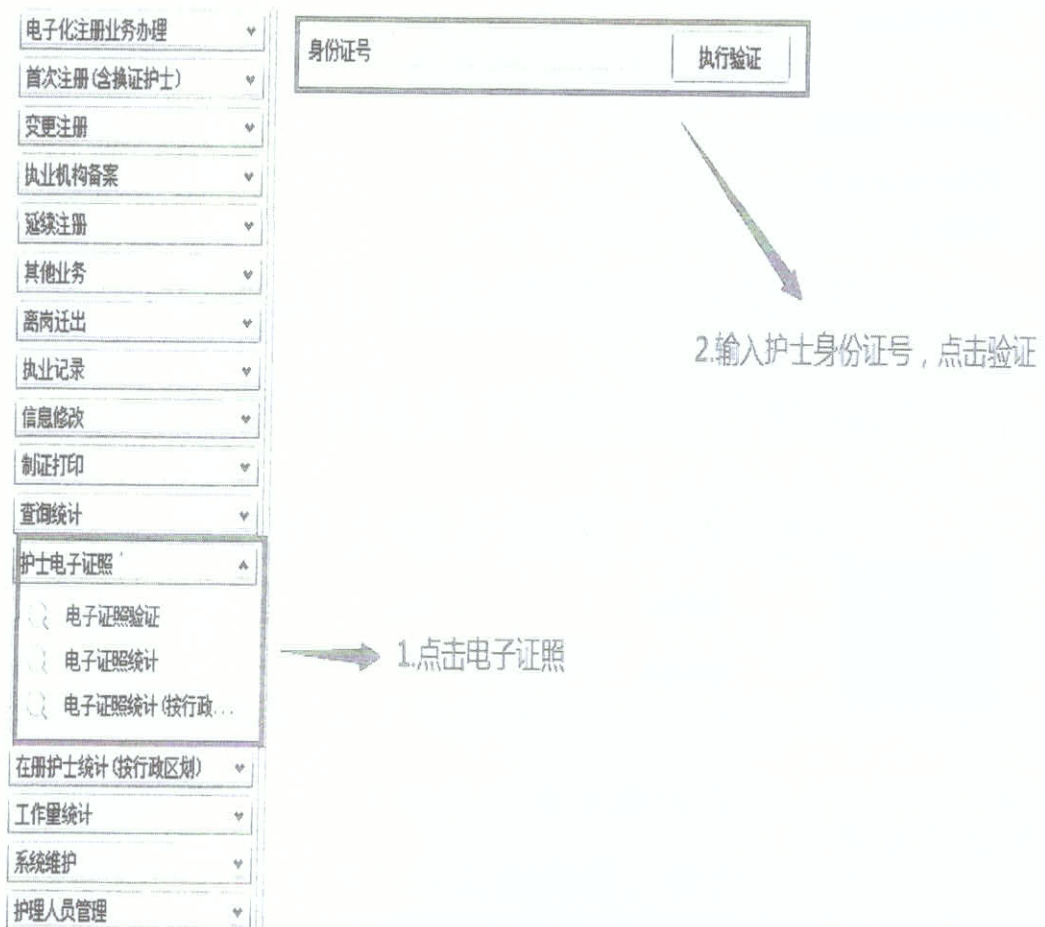 电子化注册业务办理
首次注册(含换证护士)
变更注册
执业机构备案
延续注册
其他业务
离岗迁出
执业记录
信息修改
制证打印
查询统计
护士电子证照
电子证照验证
电子证照统计
电子证照统计(按行政...
在册护士统计(按行政区划)
工作量统计
系统维护
护理人员管理
身份证号
执行验证
2.输入护士身份证号，点击验证
1.点击电子证照